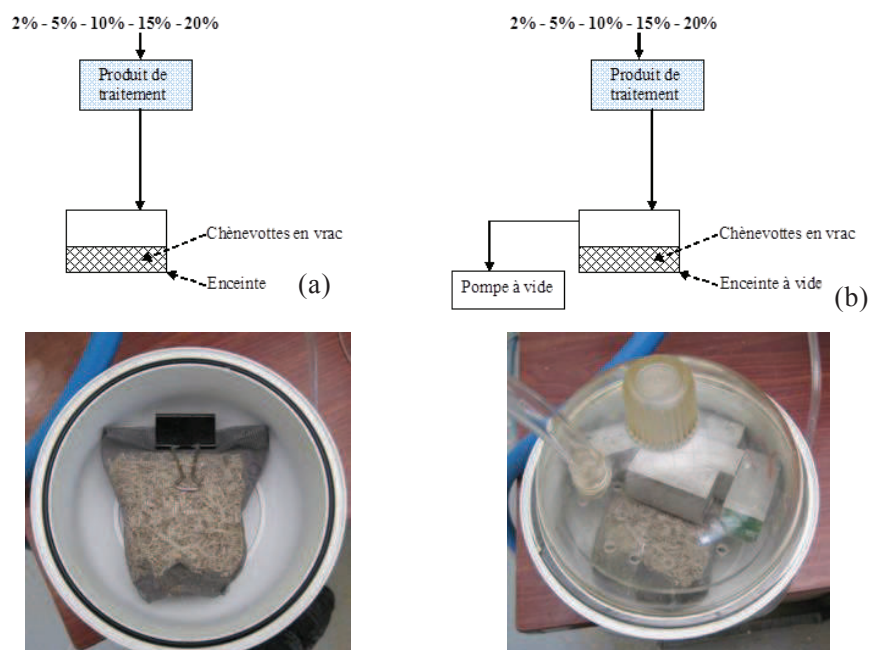 2% - 5% - 10% - 15% -20%
Produit de
traitement
Chènevottes en vrac
Enceinte
(a)
2% - 5% - 10% - 15% -20%
Produit de
traitement
Chènevottes en vrac
Pompe à vide
Enceinte à vide
(b)